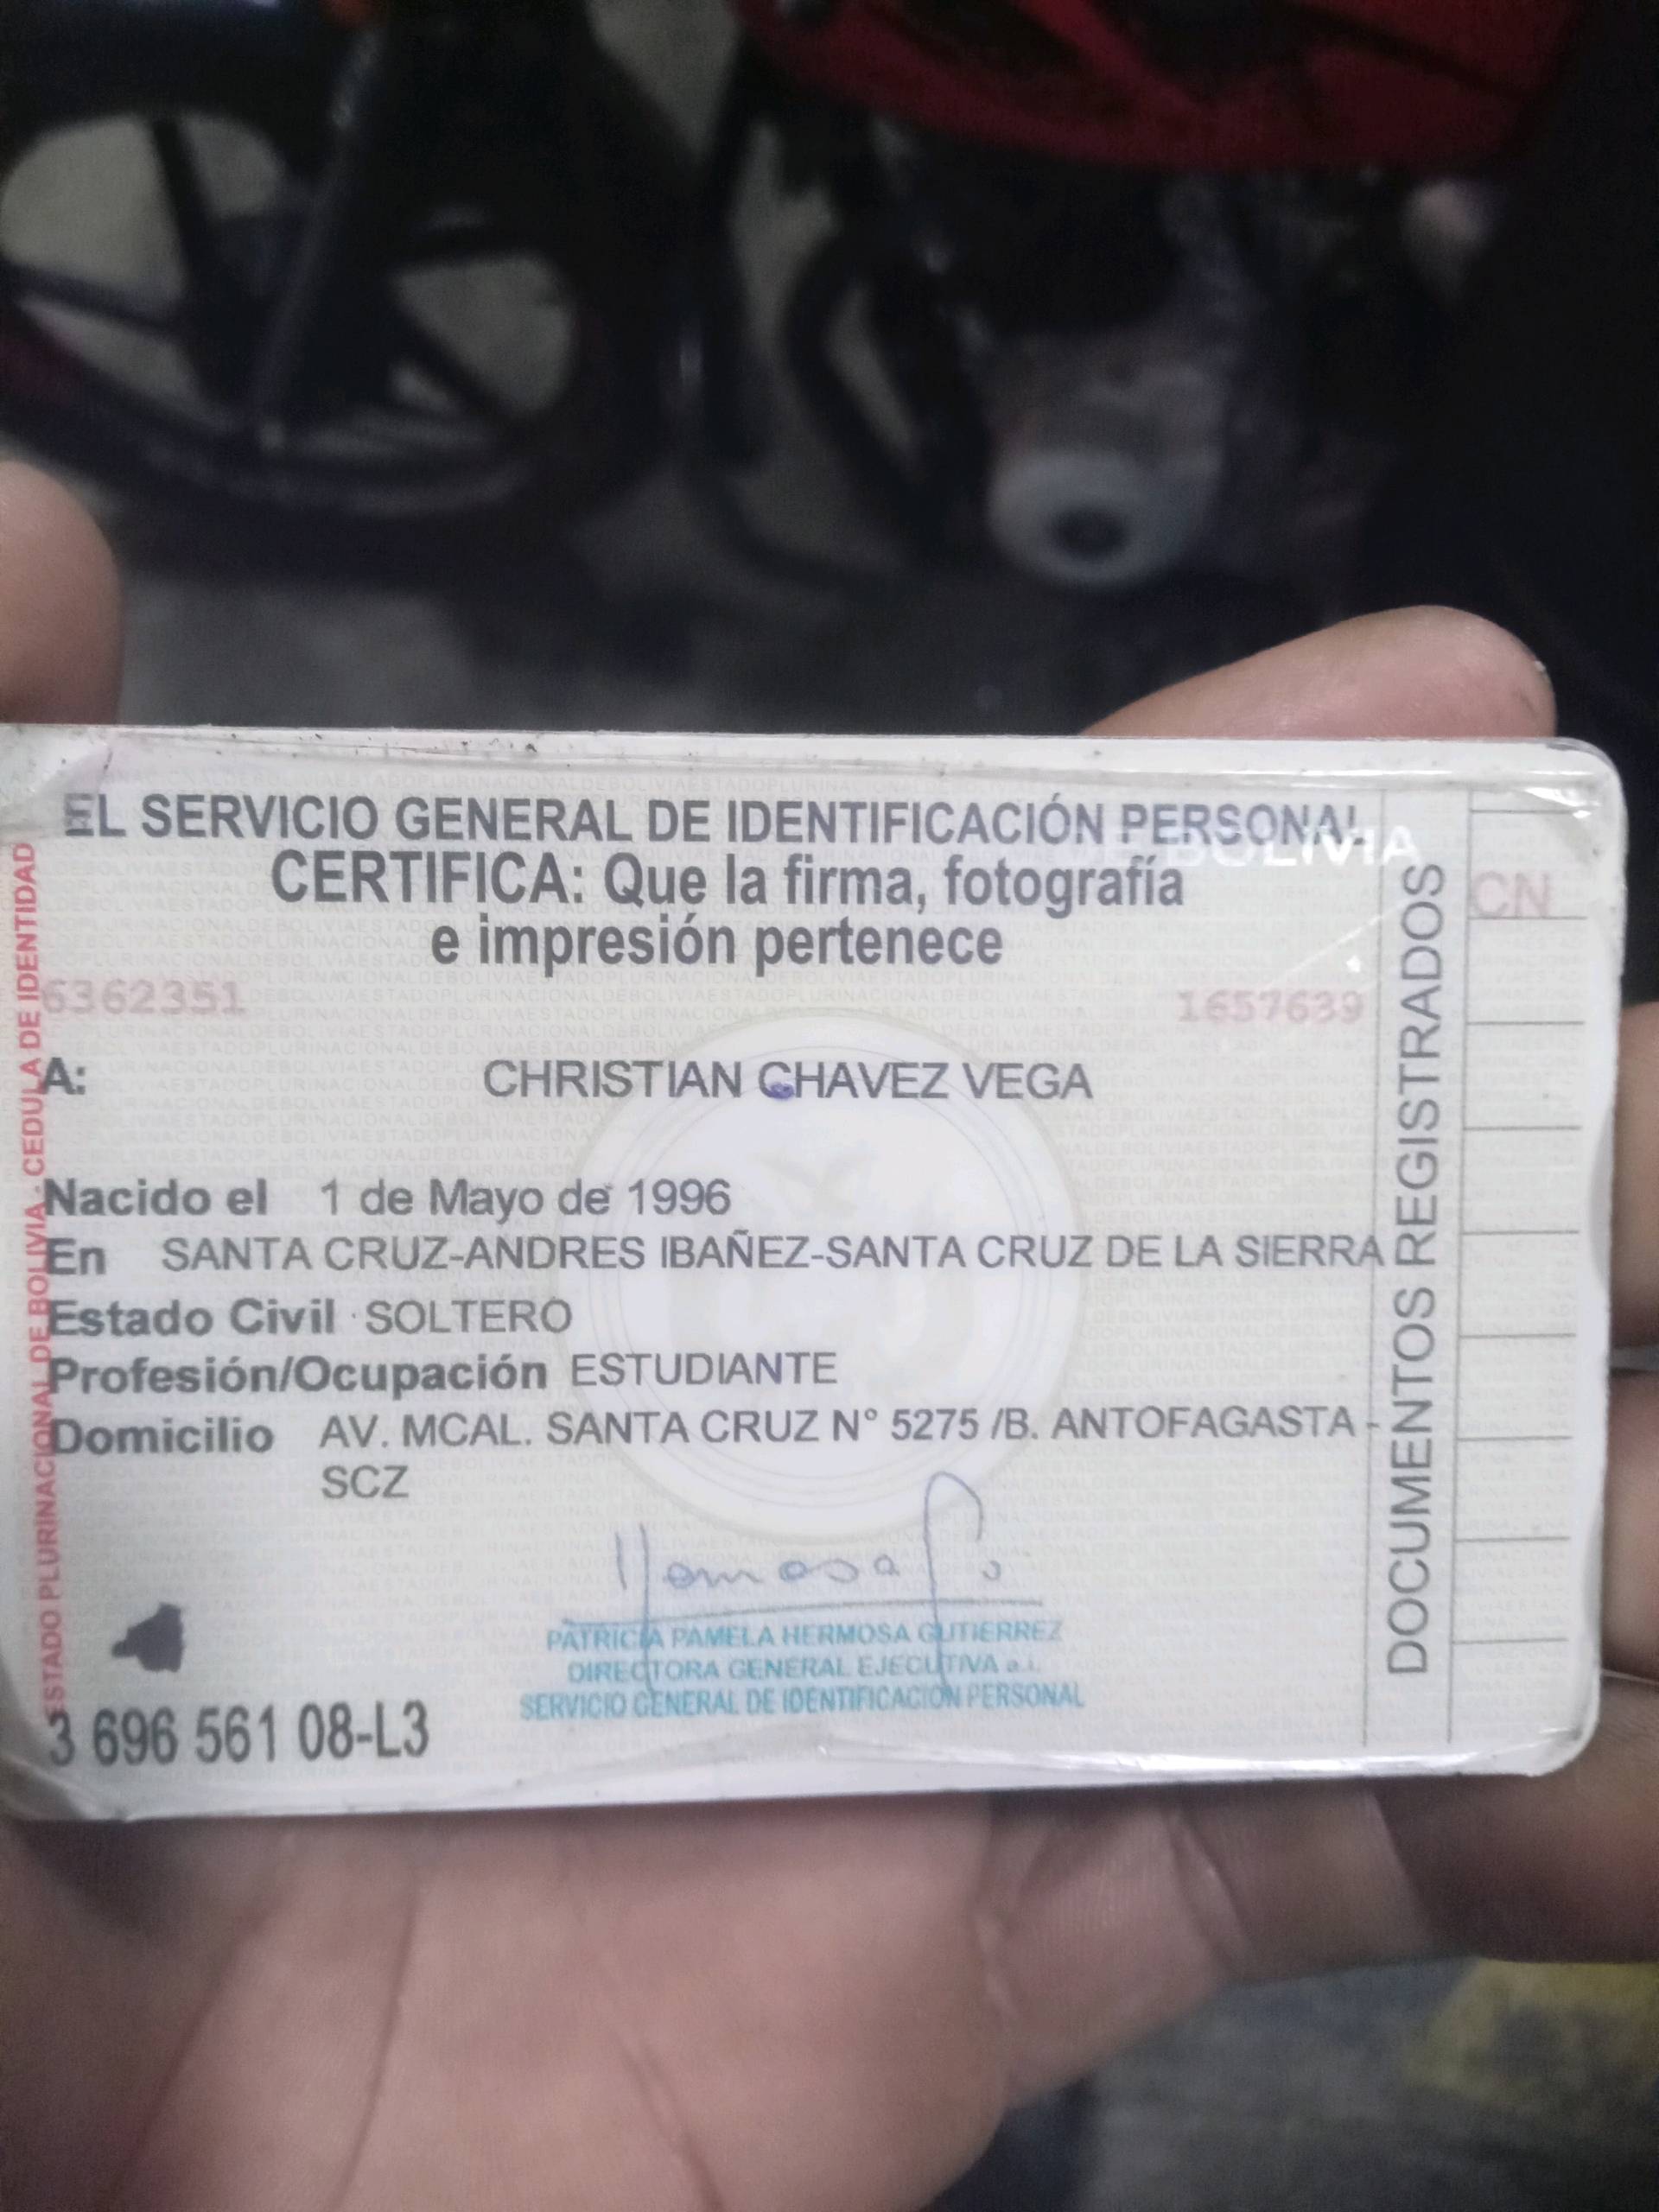 EL SERVICIO GENERAL DE IDENTIFICACIÓN PERSONAL
DE BOLIVIA
CERTIFICA: Que la firma, fotografía
e impresión pertenece
6362351 1657639
A: CHRISTIAN CHAVEZ VEGA
Nacido el 1 de Mayo de 1996
En SANTA CRUZ-ANDRES IBAÑEZ-SANTA CRUZ DE LA SIERRA
Estado Civil SOLTERO
Profesión/Ocupación ESTUDIANTE
Domicilio AV. MCAL. SANTA CRUZ N° 5275 /B. ANTOFAGASTA -
SCZ
PATRICIA PAMELA HERMOSA GUTIERREZ
DIRECTORA GENERAL EJECUTIVA a.i.
SERVICIO GENERAL DE IDENTIFICACIÓN PERSONAL
3 696 561 08-L3
ESTADO PLURINACIONAL DE BOLIVIA - CEDULA DE IDENTIDAD
DOCUMENTOS REGISTRADOS
CN